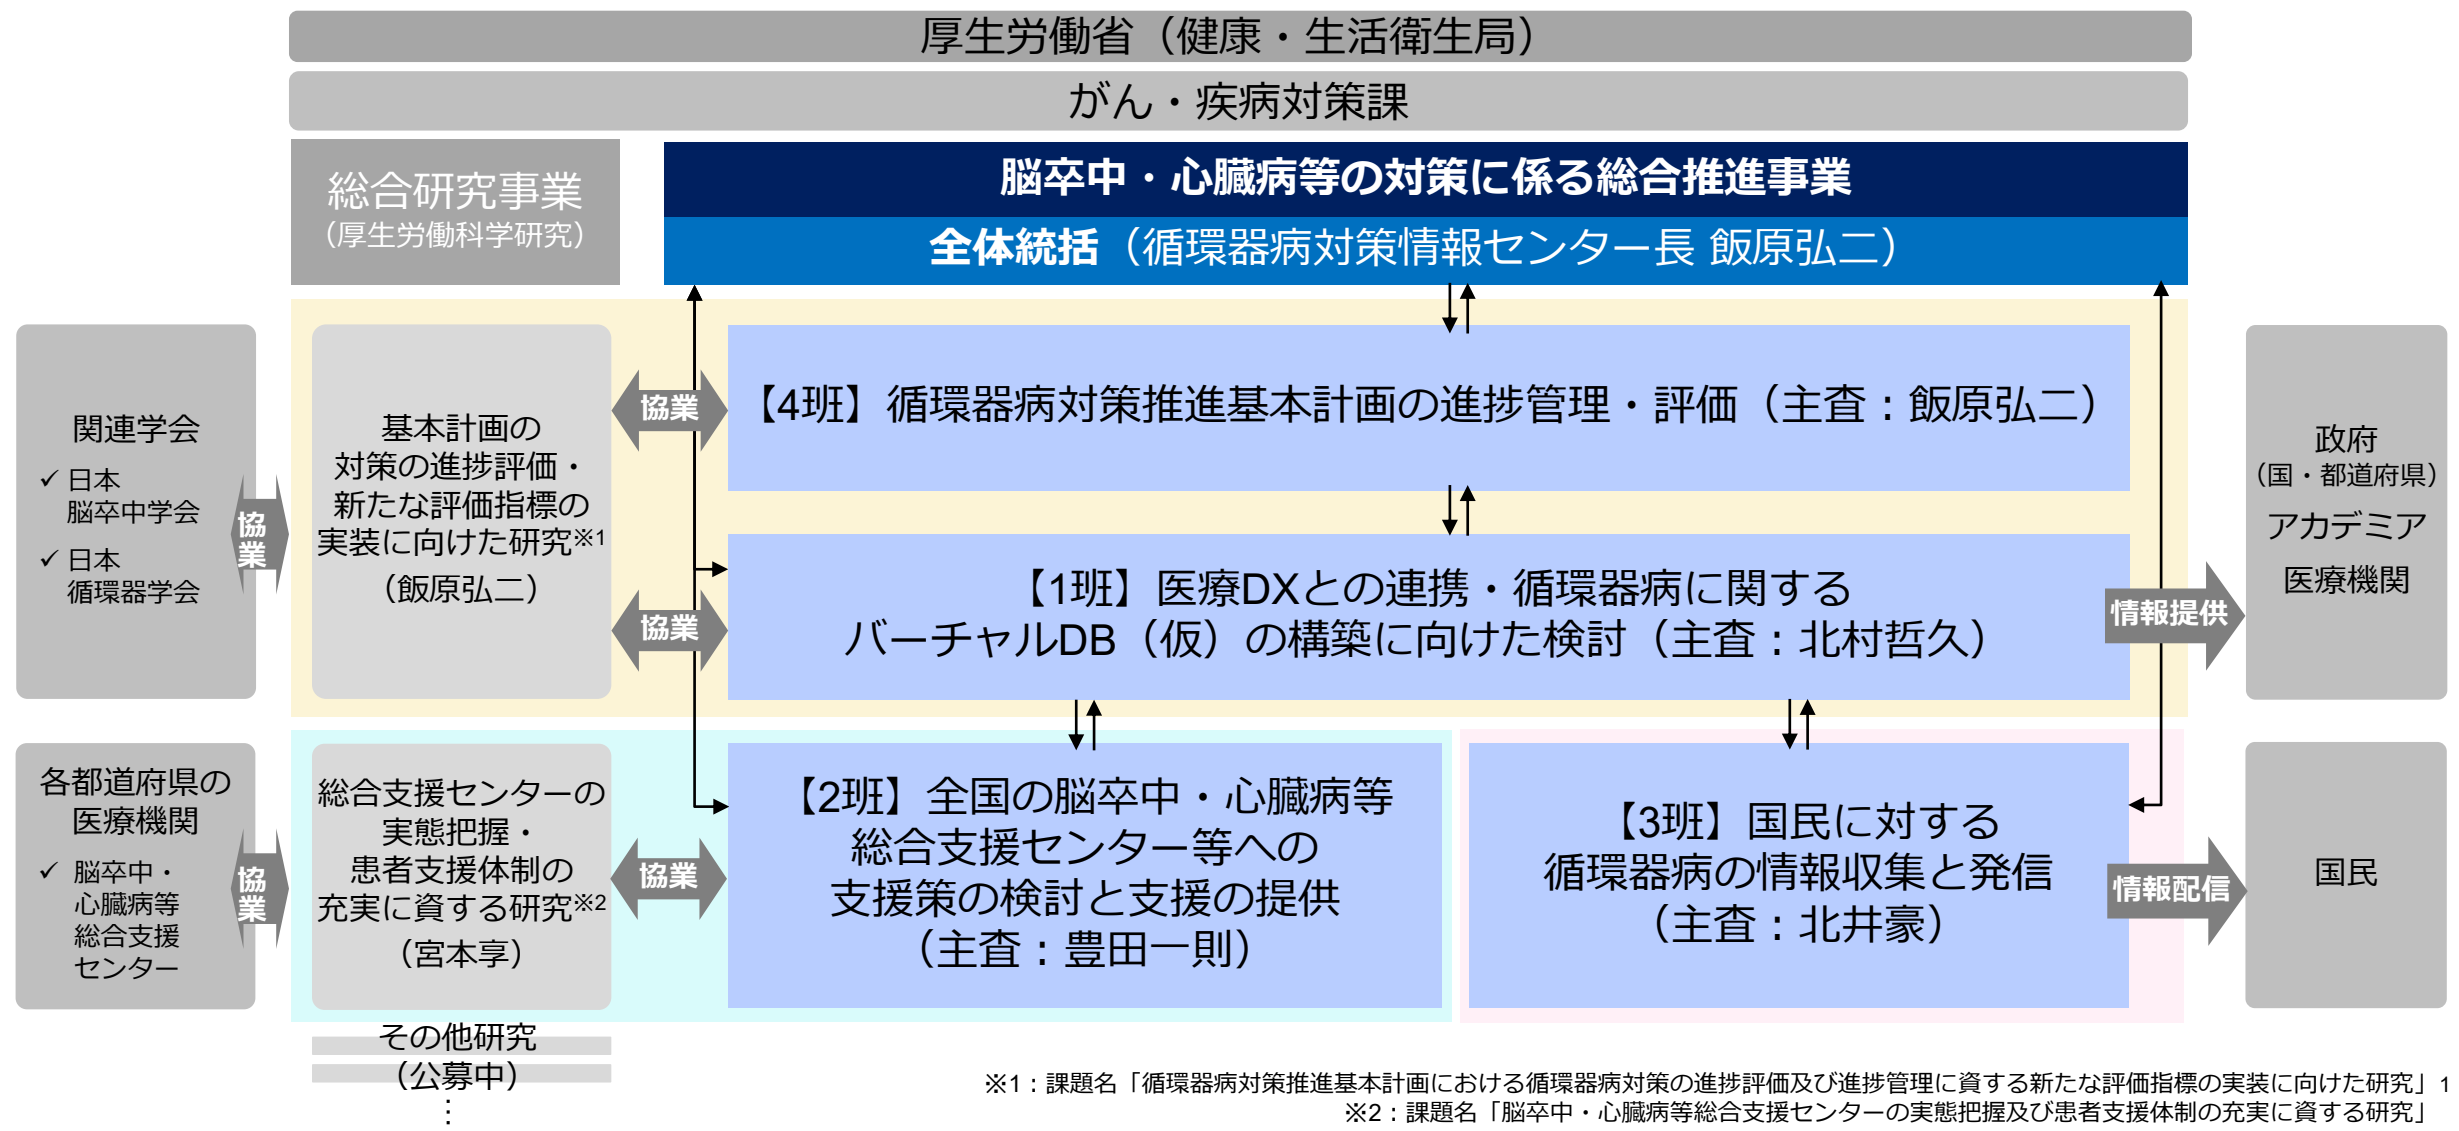 厚生労働省（健康・生活衛生局）
がん・疾病対策課
総合研究事業
（厚生労働科学研究）
脳卒中・心臓病等の対策に係る総合推進事業
全体統括（循環器病対策情報センター長 飯原弘二）
関連学会
✓ 日本
脳卒中学会
✓ 日本
循環器学会
協
業
基本計画の
対策の進捗評価・
新たな評価指標の
実装に向けた研究※1
（飯原弘二）
協業
協業
【4班】循環器病対策推進基本計画の進捗管理・評価（主査：飯原弘二）
【1班】医療DXとの連携・循環器病に関する
バーチャルDB（仮）の構築に向けた検討（主査：北村哲久）
情報提供
政府
（国・都道府県）
アカデミア
医療機関
各都道府県の
医療機関
✓ 脳卒中・
心臓病等
総合支援
センター
協
業
総合支援センターの
実態把握・
患者支援体制の
充実に資する研究※2
（宮本享）
協業
【2班】全国の脳卒中・心臓病等
総合支援センター等への
支援策の検討と支援の提供
（主査：豊田一則）
【3班】国民に対する
循環器病の情報収集と発信
（主査：北井豪）
情報配信
国民
その他研究
（公募中）
⋮
※1：課題名「循環器病対策推進基本計画における循環器病対策の進捗評価及び進捗管理に資する新たな評価指標の実装に向けた研究」1
※2：課題名「脳卒中・心臓病等総合支援センターの実態把握及び患者支援体制の充実に資する研究」